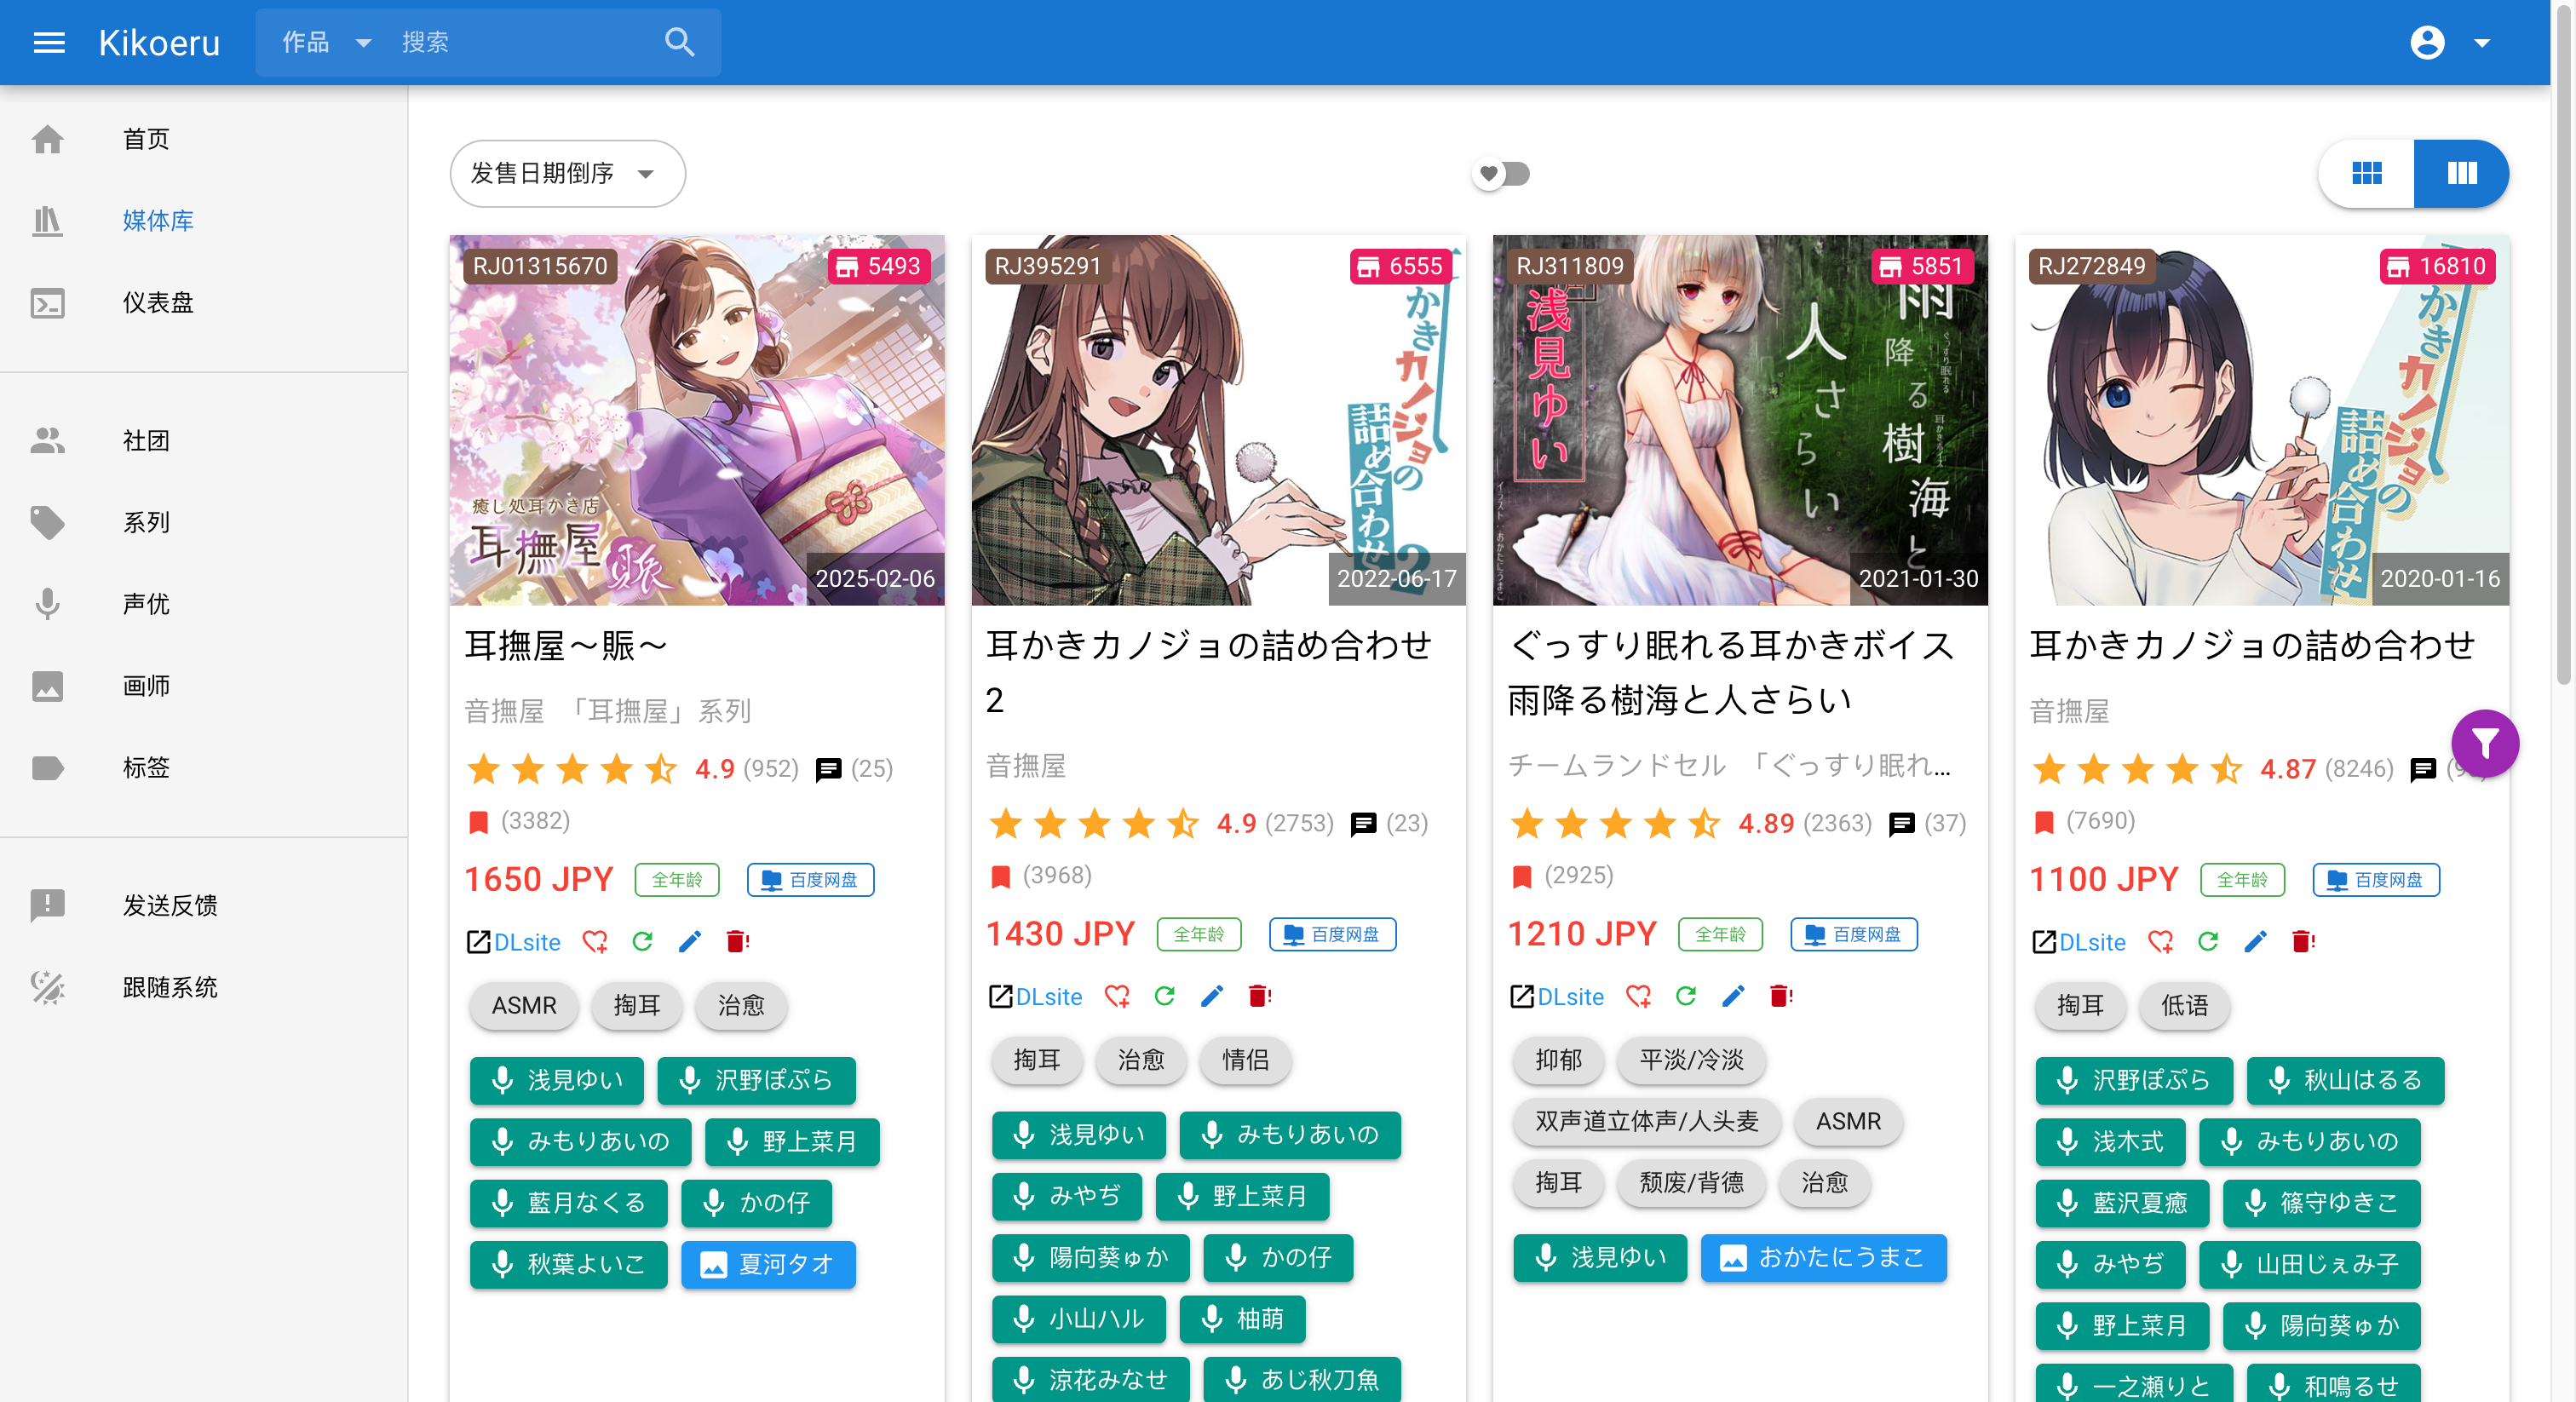 Kikoeru
作品
搜索
首页
媒体库
仪表盘
社团
系列
声优
画师
标签
发送反馈
跟随系统
发售日期倒序
RJ01315670
5493
癒し処耳かき店
耳撫屋
賑
2025-02-06
耳撫屋～賑～
音撫屋 「耳撫屋」系列
4.9 (952) (25)
(3382)
1650 JPY 全年龄 百度网盘
DLsite
ASMR 掏耳 治愈
浅見ゆい 沢野ぽぷら
みもりあいの 野上菜月
藍月なくる かの仔
秋葉よいこ 夏河タオ
RJ395291
6555
かきカノジョの
詰め合わせ
2
2022-06-17
耳かきカノジョの詰め合わせ
2
音撫屋
4.9 (2753) (23)
(3968)
1430 JPY 全年龄 百度网盘
DLsite
掏耳 治愈 情侣
浅見ゆい みもりあいの
みやぢ 野上菜月
陽向葵ゅか かの仔
小山ハル 柚萌
涼花みなせ あじ秋刀魚
RJ311809
5851
浅見ゆい
雨降る樹海と
人さらい
2021-01-30
ぐっすり眠れる耳かきボイス
雨降る樹海と人さらい
チームランドセル 「ぐっすり眠れ...
4.89 (2363) (37)
(2925)
1210 JPY 全年龄 百度网盘
DLsite
抑郁 平淡/冷淡
双声道立体声/人头麦 ASMR
掏耳 颓废/背德 治愈
浅見ゆい おかたにうまこ
RJ272849
16810
かきカノジョの
詰め合わせ
2020-01-16
耳かきカノジョの詰め合わせ
音撫屋
4.87 (8246)
(7690)
1100 JPY 全年龄 百度网盘
DLsite
掏耳 低语
沢野ぽぷら 秋山はるる
浅木式 みもりあいの
藍沢夏癒 篠守ゆきこ
みやぢ 山田じぇみ子
野上菜月 陽向葵ゅか
一之瀬りと 和鳴るせ